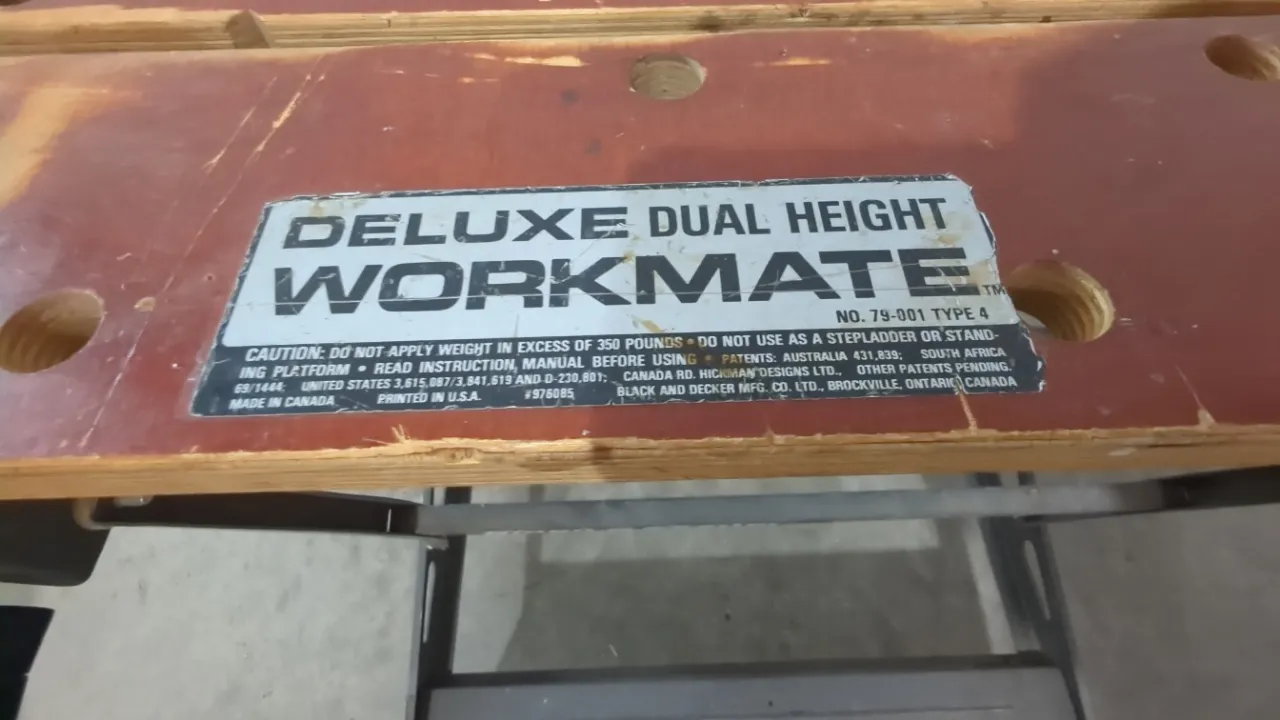 DELUXE DUAL HEIGHT
WORKMATE™
NO. 79-001 TYPE 4
CAUTION: DO NOT APPLY WEIGHT IN EXCESS OF 350 POUNDS • DO NOT USE AS A STEPLADDER OR STAND-
ING PLATFORM • READ INSTRUCTION MANUAL BEFORE USING • PATENTS: AUSTRALIA 431,839; SOUTH AFRICA
69/1444; UNITED STATES 3,615,087/3,841,619 AND D-230,801; CANADA RD. HICKMAN DESIGNS LTD., OTHER PATENTS PENDING.
MADE IN CANADA PRINTED IN U.S.A. #976085 BLACK AND DECKER MFG. CO. LTD., BROCKVILLE, ONTARIO, CANADA